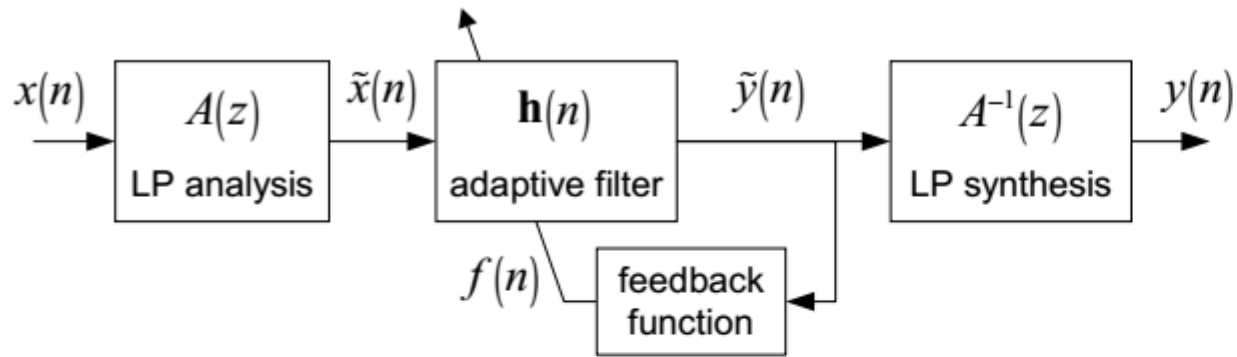 x(n)
A(z)
LP analysis
x̃(n)
h(n)
adaptive filter
ỹ(n)
A⁻¹(z)
LP synthesis
y(n)
f(n)
feedback
function